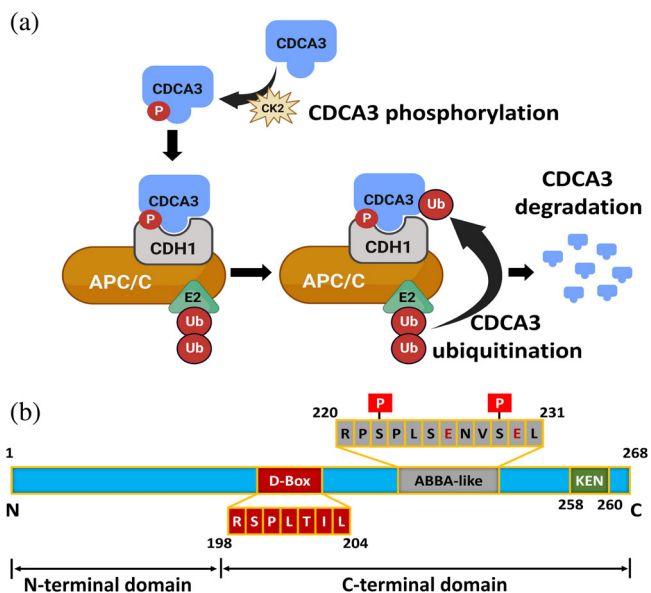 (a)
CDCA3
CDCA3
P
CK2
CDCA3 phosphorylation
CDCA3
P
CDH1
APC/C
E2
Ub
Ub
CDCA3
P
Ub
CDH1
APC/C
E2
Ub
Ub
CDCA3
ubiquitination
CDCA3
degradation
(b)
P P
220 231
R P S P L S E N V S E L
1 268
D-Box ABBA-like KEN
N 258 260 C
R S P L T I L
198 204
N-terminal domain C-terminal domain